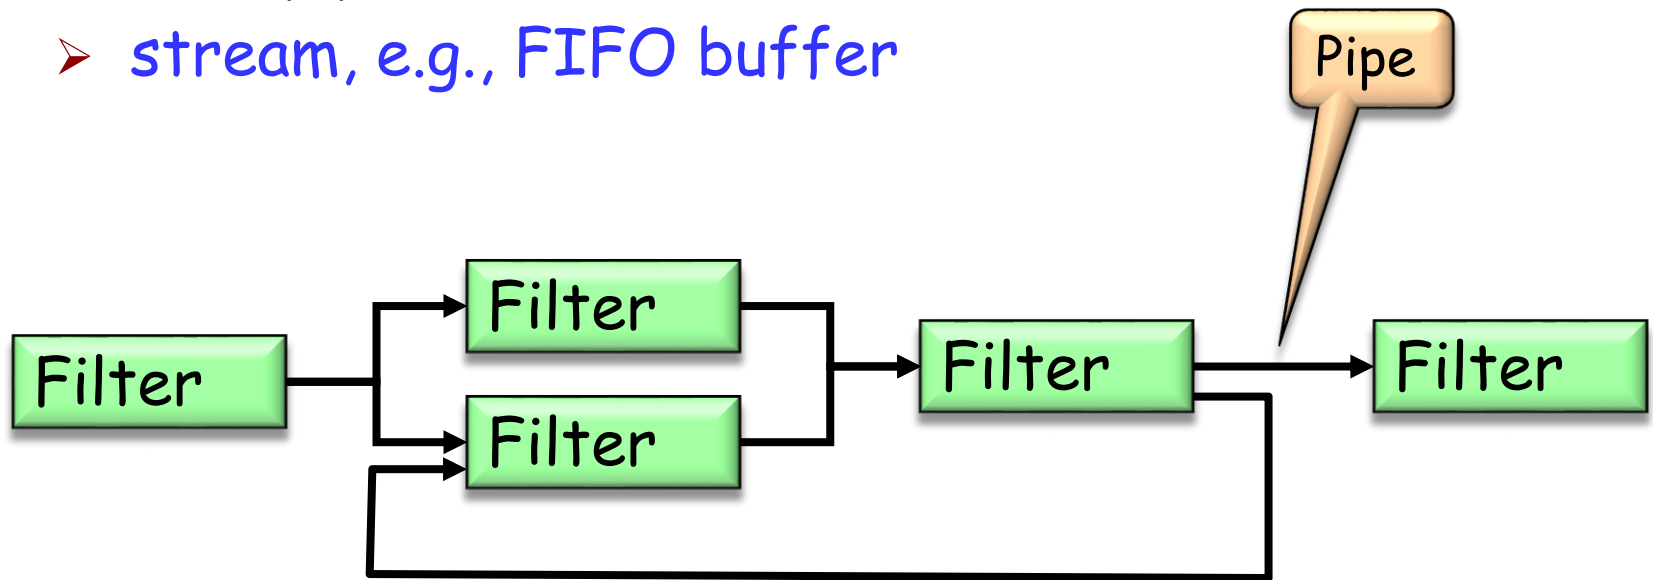 ➢ stream, e.g., FIFO buffer
Pipe
Filter
Filter
Filter
Filter
Filter